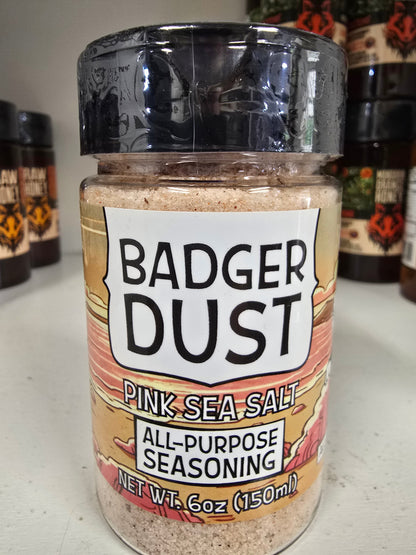 BADGER
DUST
PINK SEA SALT
ALL-PURPOSE
SEASONING
NET WT. 6oz (150ml)